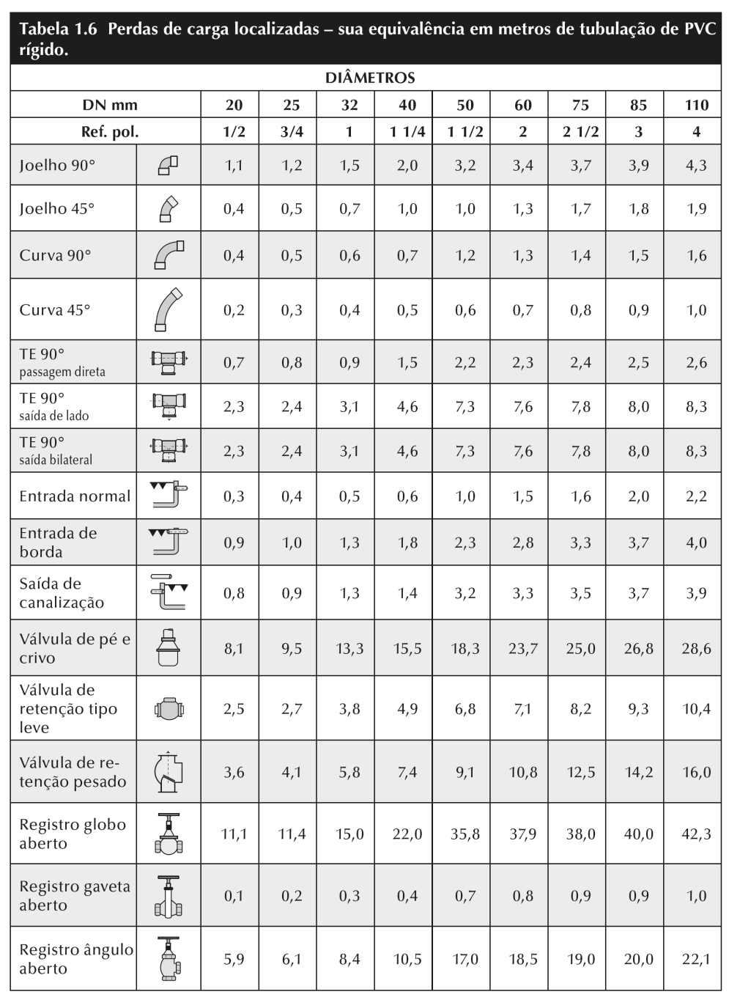 Tabela 1.6 Perdas de carga localizadas – sua equivalência em metros de tubulação de PVC
rígido.
DIÂMETROS
DN mm 20 25 32 40 50 60 75 85 110
Ref. pol. 1/2 3/4 1 1 1/4 1 1/2 2 2 1/2 3 4
Joelho 90° 1,1 1,2 1,5 2,0 3,2 3,4 3,7 3,9 4,3
Joelho 45° 0,4 0,5 0,7 1,0 1,0 1,3 1,7 1,8 1,9
Curva 90° 0,4 0,5 0,6 0,7 1,2 1,3 1,4 1,5 1,6
Curva 45° 0,2 0,3 0,4 0,5 0,6 0,7 0,8 0,9 1,0
TE 90°
passagem direta 0,7 0,8 0,9 1,5 2,2 2,3 2,4 2,5 2,6
TE 90°
saída de lado 2,3 2,4 3,1 4,6 7,3 7,6 7,8 8,0 8,3
TE 90°
saída bilateral 2,3 2,4 3,1 4,6 7,3 7,6 7,8 8,0 8,3
Entrada normal 0,3 0,4 0,5 0,6 1,0 1,5 1,6 2,0 2,2
Entrada de
borda 0,9 1,0 1,3 1,8 2,3 2,8 3,3 3,7 4,0
Saída de
canalização 0,8 0,9 1,3 1,4 3,2 3,3 3,5 3,7 3,9
Válvula de pé e
crivo 8,1 9,5 13,3 15,5 18,3 23,7 25,0 26,8 28,6
Válvula de
retenção tipo
leve 2,5 2,7 3,8 4,9 6,8 7,1 8,2 9,3 10,4
Válvula de re-
tenção pesado 3,6 4,1 5,8 7,4 9,1 10,8 12,5 14,2 16,0
Registro globo
aberto 11,1 11,4 15,0 22,0 35,8 37,9 38,0 40,0 42,3
Registro gaveta
aberto 0,1 0,2 0,3 0,4 0,7 0,8 0,9 0,9 1,0
Registro ângulo
aberto 5,9 6,1 8,4 10,5 17,0 18,5 19,0 20,0 22,1